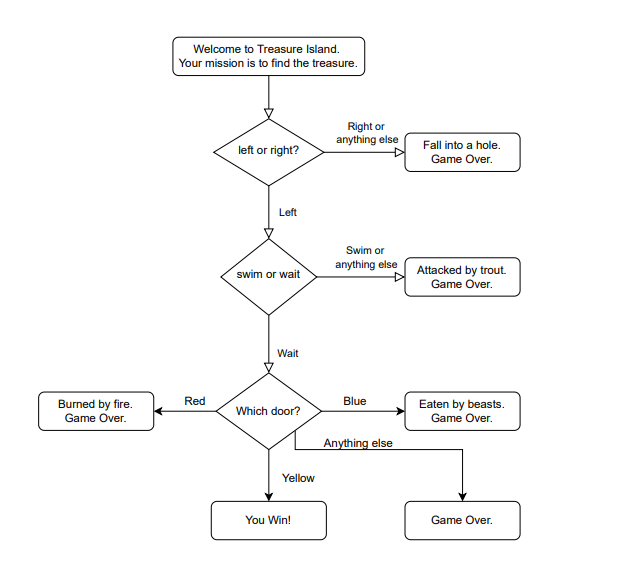 Welcome to Treasure Island.
Your mission is to find the treasure.
left or right?
Right or
anything else
Fall into a hole.
Game Over.
Left
swim or wait
Swim or
anything else
Attacked by trout.
Game Over.
Wait
Burned by fire.
Game Over.
Red
Which door?
Blue
Eaten by beasts.
Game Over.
Anything else
Yellow
You Win!
Game Over.